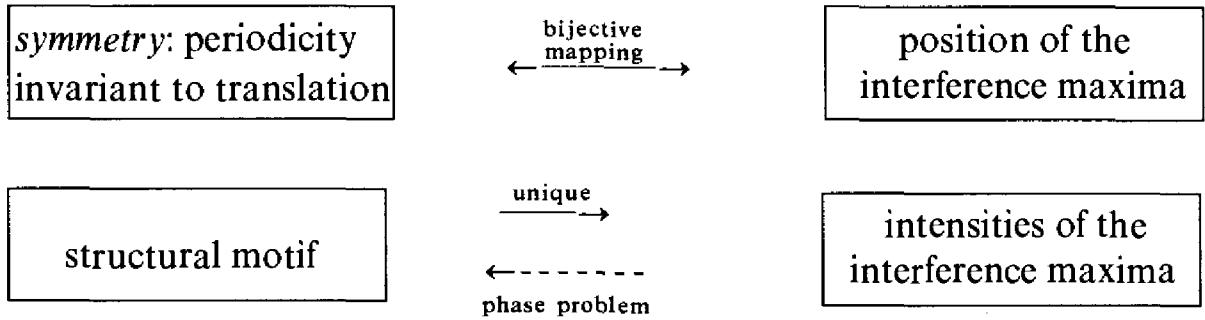 symmetry: periodicity
invariant to translation
bijective
mapping
position of the
interference maxima
structural motif
unique
phase problem
intensities of the
interference maxima